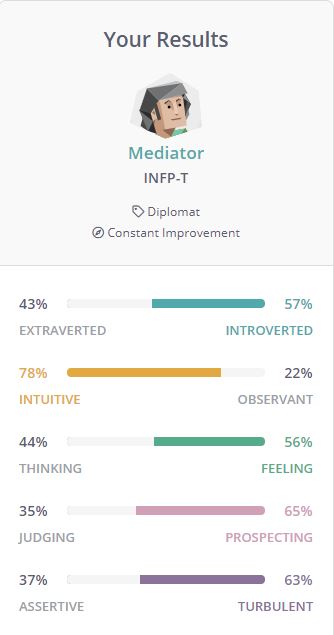 Your Results
Mediator
INFP-T
Diplomat
Constant Improvement
43% 57%
EXTRAVERTED INTROVERTED
78% 22%
INTUITIVE OBSERVANT
44% 56%
THINKING FEELING
35% 65%
JUDGING PROSPECTING
37% 63%
ASSERTIVE TURBULENT